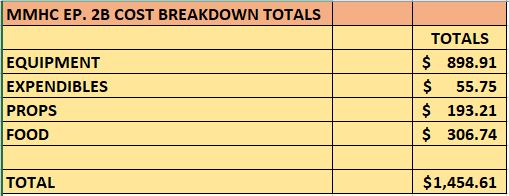 MMHC EP. 2B COST BREAKDOWN TOTALS
TOTALS
EQUIPMENT $ 898.91
EXPENDIBLES $ 55.75
PROPS $ 193.21
FOOD $ 306.74
TOTAL $1,454.61